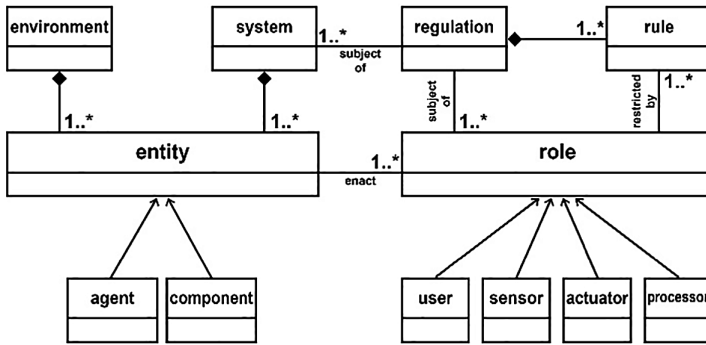 environment
system
regulation
rule
1..*
subject
of
1..*
1..*
1..*
subject
of
1..*
restricted
by
1..*
entity
role
1..*
enact
agent
component
user
sensor
actuator
processor